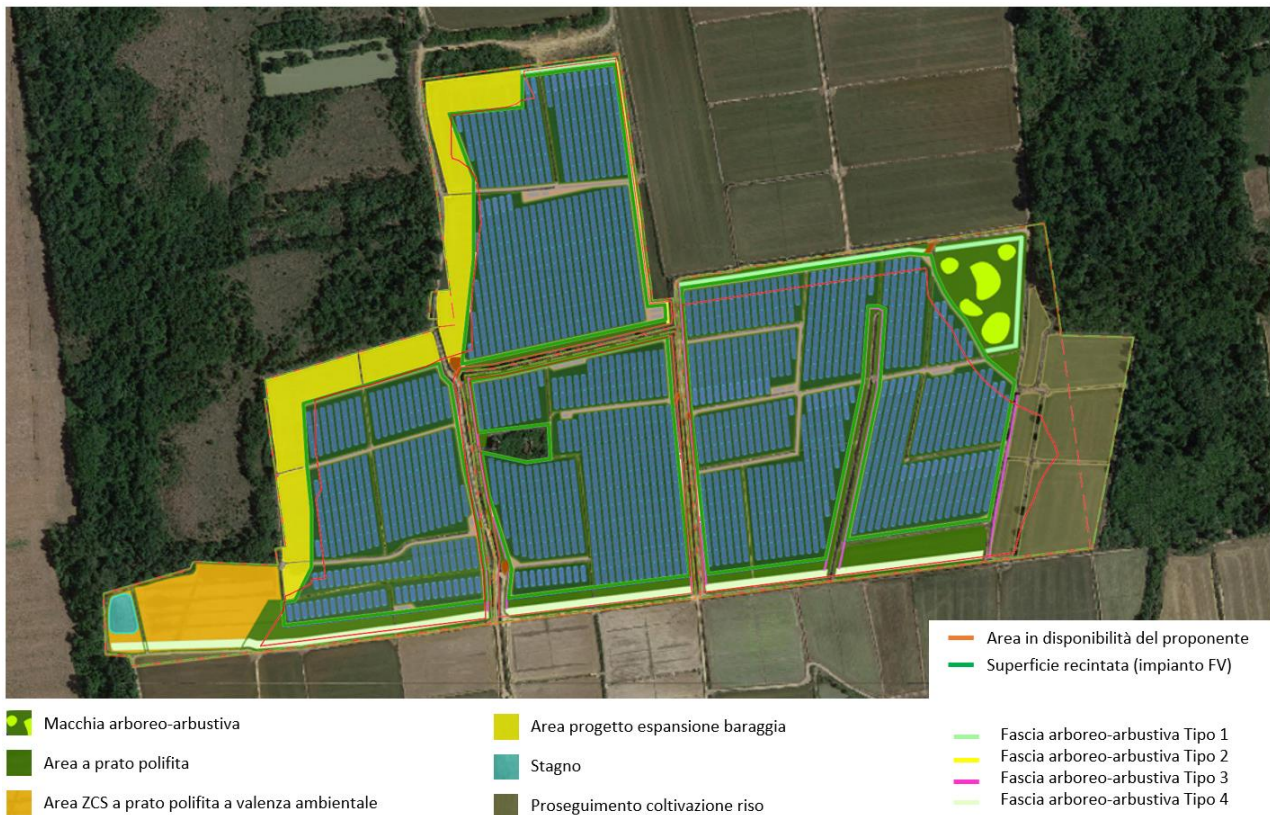 Area in disponibilità del proponente
Superficie recintata (impianto FV)
Macchia arboreo-arbustiva
Area a prato polifita
Area ZCS a prato polifita a valenza ambientale
Area progetto espansione baraggia
Stagno
Proseguimento coltivazione riso
Fascia arboreo-arbustiva Tipo 1
Fascia arboreo-arbustiva Tipo 2
Fascia arboreo-arbustiva Tipo 3
Fascia arboreo-arbustiva Tipo 4